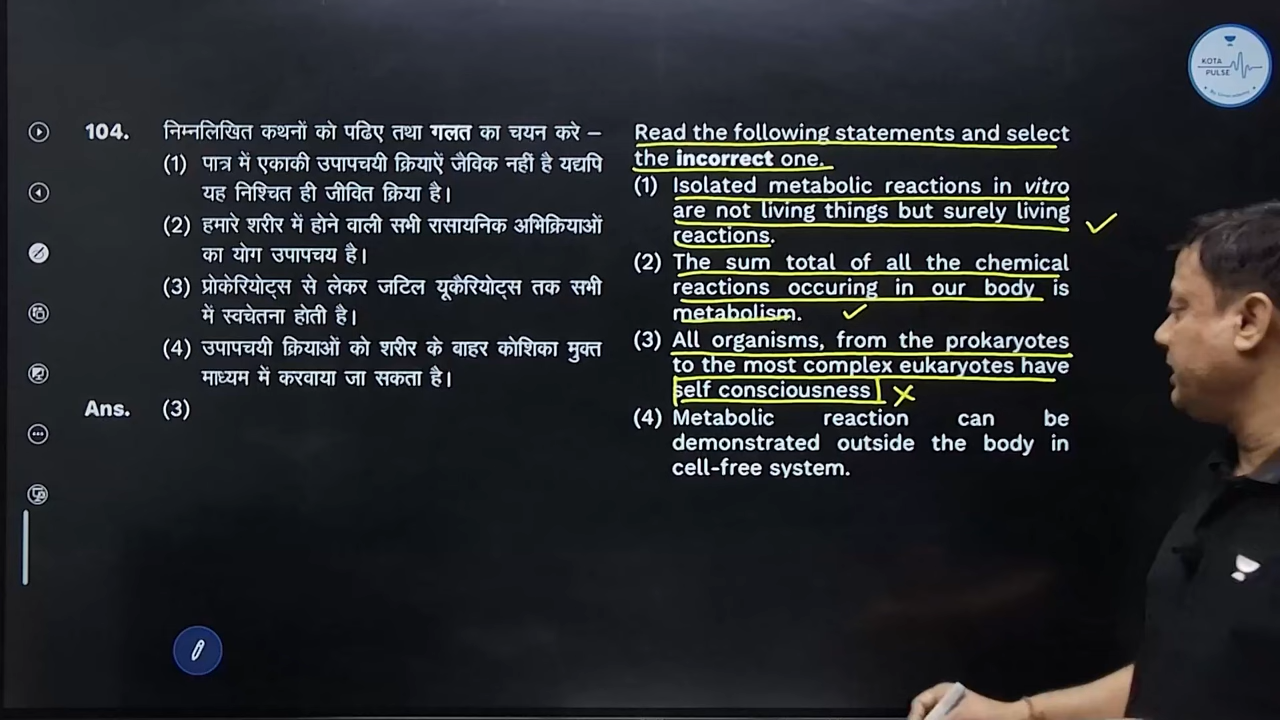 KOTA
PULSE
104. निम्नलिखित कथनों को पढिए तथा गलत का चयन करे –
(1) पात्र में एकाकी उपापचयी क्रियाऐं जैविक नहीं है यद्यपि
यह निश्चित ही जीवित क्रिया है।
(2) हमारे शरीर में होने वाली सभी रासायनिक अभिक्रियाओं
का योग उपापचय है।
(3) प्रोकेरियोट्स से लेकर जटिल यूकैरियोट्स तक सभी
में स्वचेतना होती है।
(4) उपापचयी क्रियाओं को शरीर के वाहर कोशिका मुक्त
माध्यम में करवाया जा सकता है।
Ans. (3)
Read the following statements and select
the incorrect one.
(1) Isolated metabolic reactions in vitro
are not living things but surely living
reactions.
(2) The sum total of all the chemical
reactions occuring in our body is
metabolism.
(3) All organisms, from the prokaryotes
to the most complex eukaryotes have
self consciousness
(4) Metabolic reaction can be
demonstrated outside the body in
cell-free system.